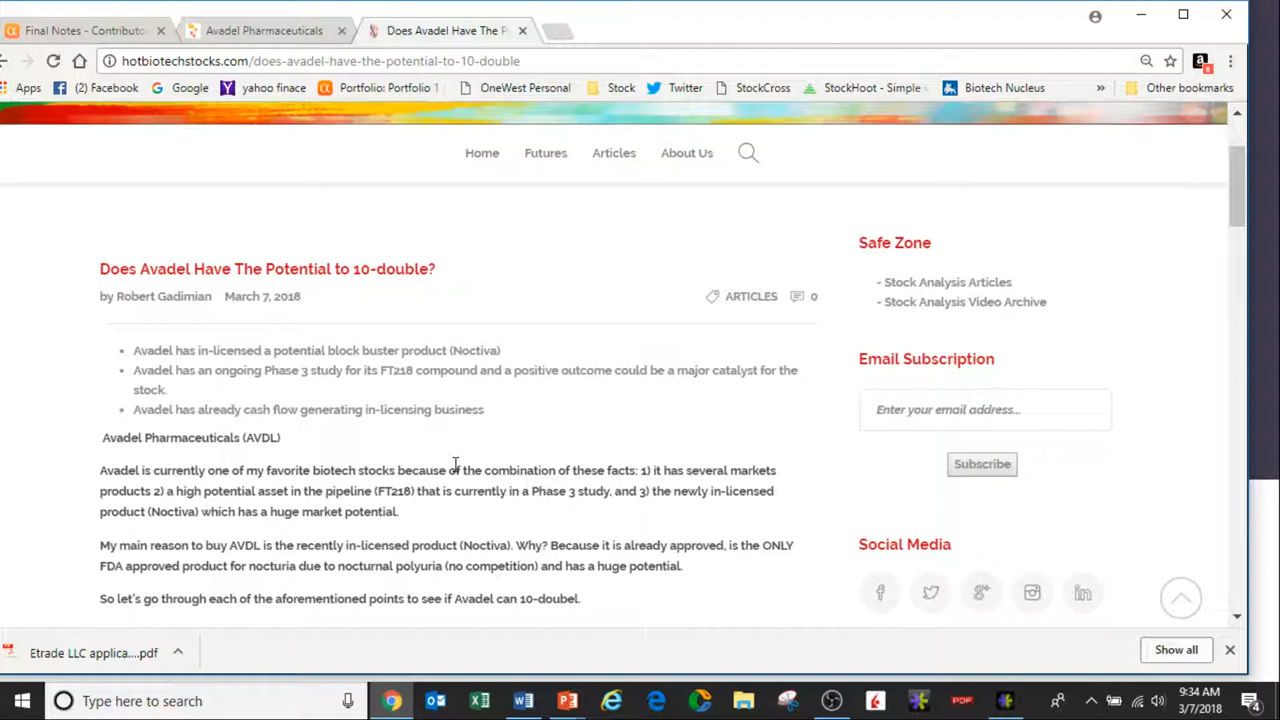 Final Notes - Contributo
Avadel Pharmaceuticals
Does Avadel Have The P
hotbiotechstocks.com/does-avadel-have-the-potential-to-10-double
Apps
(2) Facebook
Google
yahoo finace
Portfolio: Portfolio 1
OneWest Personal
Stock
Twitter
StockCross
StockHoot - Simple
Biotech Nucleus
»
Other bookmarks
Home
Futures
Articles
About Us
Does Avadel Have The Potential to 10-double?
by Robert Gadimian March 7, 2018
ARTICLES 0
• Avadel has in-licensed a potential block buster product (Noctiva)
• Avadel has an ongoing Phase 3 study for its FT218 compound and a positive outcome could be a major catalyst for the
stock.
• Avadel has already cash flow generating in-licensing business
Avadel Pharmaceuticals (AVDL)
Avadel is currently one of my favorite biotech stocks because of the combination of these facts: 1) it has several markets
products 2) a high potential asset in the pipeline (FT218) that is currently in a Phase 3 study, and 3) the newly in-licensed
product (Noctiva) which has a huge market potential.
My main reason to buy AVDL is the recently in-licensed product (Noctiva). Why? Because it is already approved, is the ONLY
FDA approved product for nocturia due to nocturnal polyuria (no competition) and has a huge potential.
So let's go through each of the aforementioned points to see if Avadel can 10-doubel.
Safe Zone
- Stock Analysis Articles
- Stock Analysis Video Archive
Email Subscription
Enter your email address...
Subscribe
Social Media
Etrade LLC applica....pdf
Show all
Type here to search
PDF
9:34 AM
3/7/2018
4